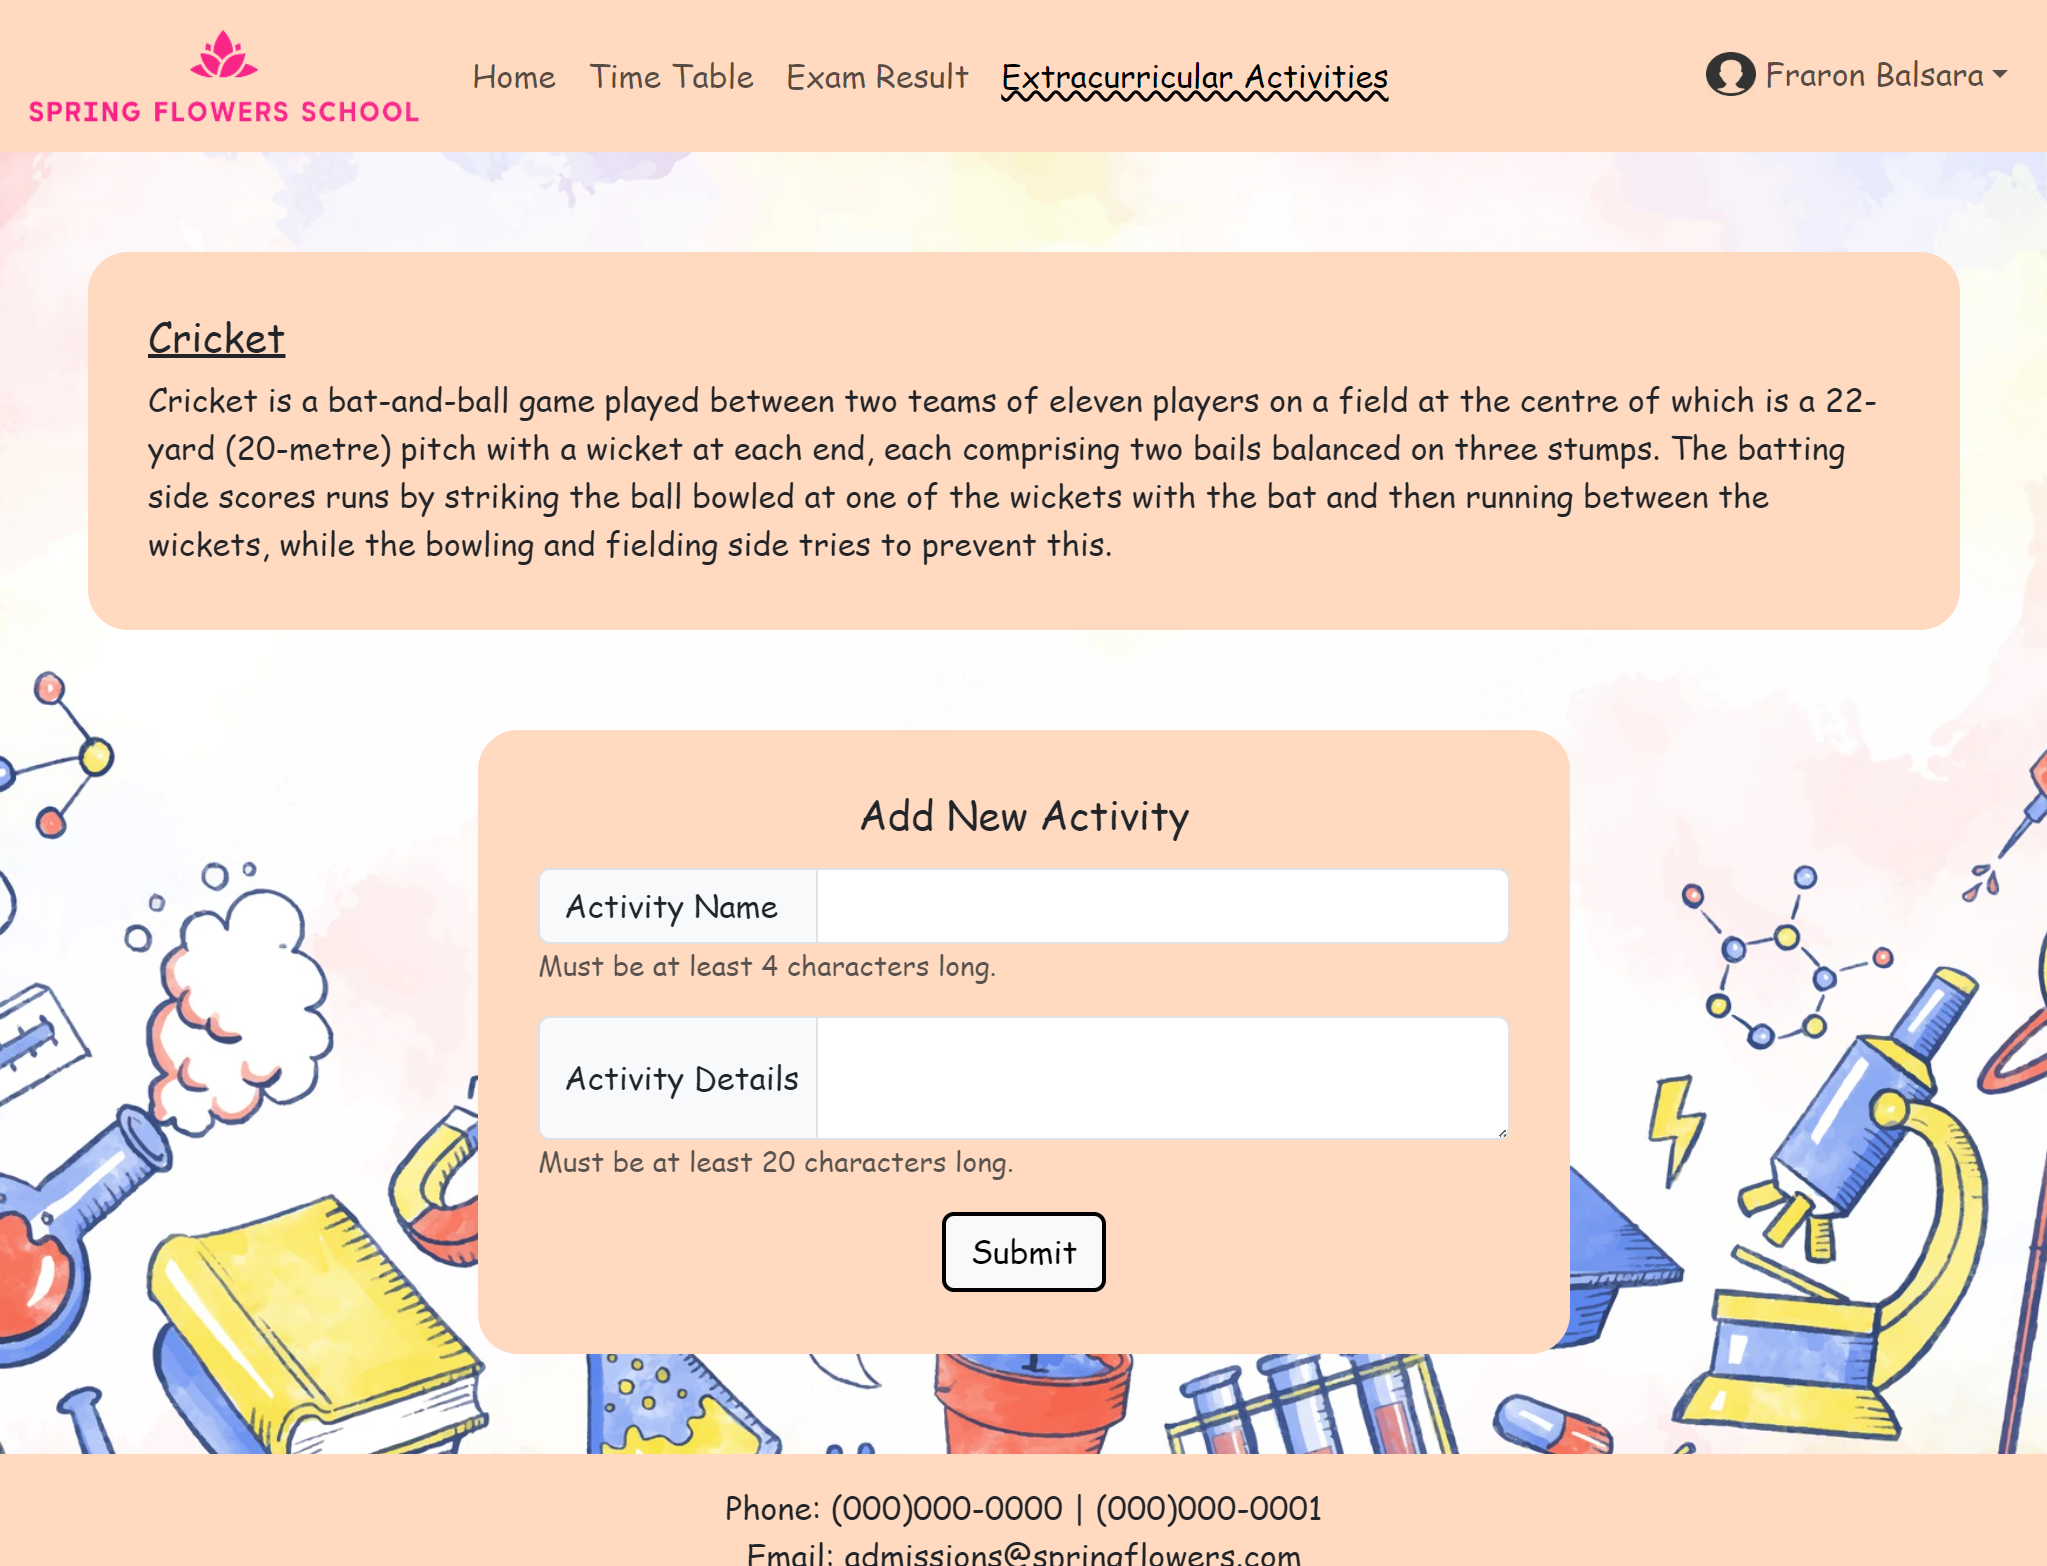 SPRING FLOWERS SCHOOL
Home Time Table Exam Result Extracurricular Activities Fraron Balsara
Cricket
Cricket is a bat-and-ball game played between two teams of eleven players on a field at the centre of which is a 22-
yard (20-metre) pitch with a wicket at each end, each comprising two bails balanced on three stumps. The batting
side scores runs by striking the ball bowled at one of the wickets with the bat and then running between the
wickets, while the bowling and fielding side tries to prevent this.
Add New Activity
Activity Name
Must be at least 4 characters long.
Activity Details
Must be at least 20 characters long.
Submit
Phone: (000)000-0000 | (000)000-0001
Email: admissions@springflowers.com